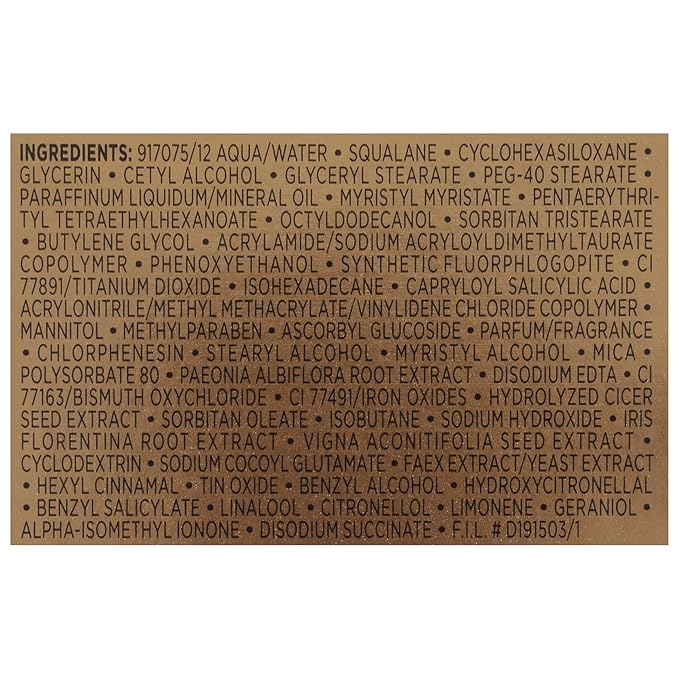 INGREDIENTS: 917075/12 AQUA/WATER • SQUALANE • CYCLOHEXASILOXANE •
GLYCERIN • CETYL ALCOHOL • GLYCERYL STEARATE • PEG-40 STEARATE •
PARAFFINUM LIQUIDUM/MINERAL OIL • MYRISTYL MYRISTATE • PENTAERYTHRI-
TYL TETRAETHYLHEXANOATE • OCTYLDODECANOL • SORBITAN TRISTEARATE
• BUTYLENE GLYCOL • ACRYLAMIDE/SODIUM ACRYLOYLDIMETHYLTAURATE
COPOLYMER • PHENOXYETHANOL • SYNTHETIC FLUORPHLOGOPITE • CI
77891/TITANIUM DIOXIDE • ISOHEXADECANE • CAPRYLOYL SALICYLIC ACID •
ACRYLONITRILE/METHYL METHACRYLATE/VINYLIDENE CHLORIDE COPOLYMER •
MANNITOL • METHYLPARABEN • ASCORBYL GLUCOSIDE • PARFUM/FRAGRANCE
• CHLORPHENESIN • STEARYL ALCOHOL • MYRISTYL ALCOHOL • MICA •
POLYSORBATE 80 • PAEONIA ALBIFLORA ROOT EXTRACT • DISODIUM EDTA • CI
77163/BISMUTH OXYCHLORIDE • CI 77491/IRON OXIDES • HYDROLYZED CICER
SEED EXTRACT • SORBITAN OLEATE • ISOBUTANE • SODIUM HYDROXIDE • IRIS
FLORENTINA ROOT EXTRACT • VIGNA ACONITIFOLIA SEED EXTRACT •
CYCLODEXTRIN • SODIUM COCOYL GLUTAMATE • FAEX EXTRACT/YEAST EXTRACT
• HEXYL CINNAMAL • TIN OXIDE • BENZYL ALCOHOL • HYDROXYCITRONELLAL
• BENZYL SALICYLATE • LINALOOL • CITRONELLOL • LIMONENE • GERANIOL •
ALPHA-ISOMETHYL IONONE • DISODIUM SUCCINATE • F.I.L. # D191503/1